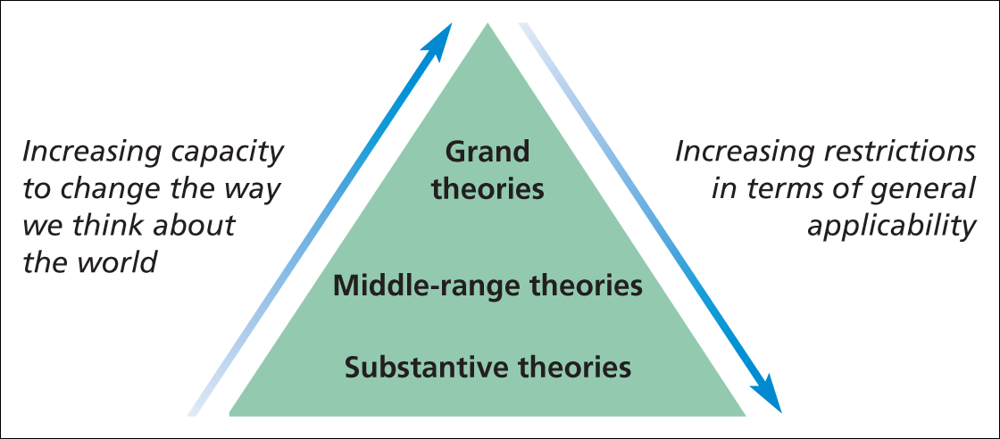 Increasing capacity
to change the way
we think about
the world
Grand
theories
Middle-range theories
Substantive theories
Increasing restrictions
in terms of general
applicability